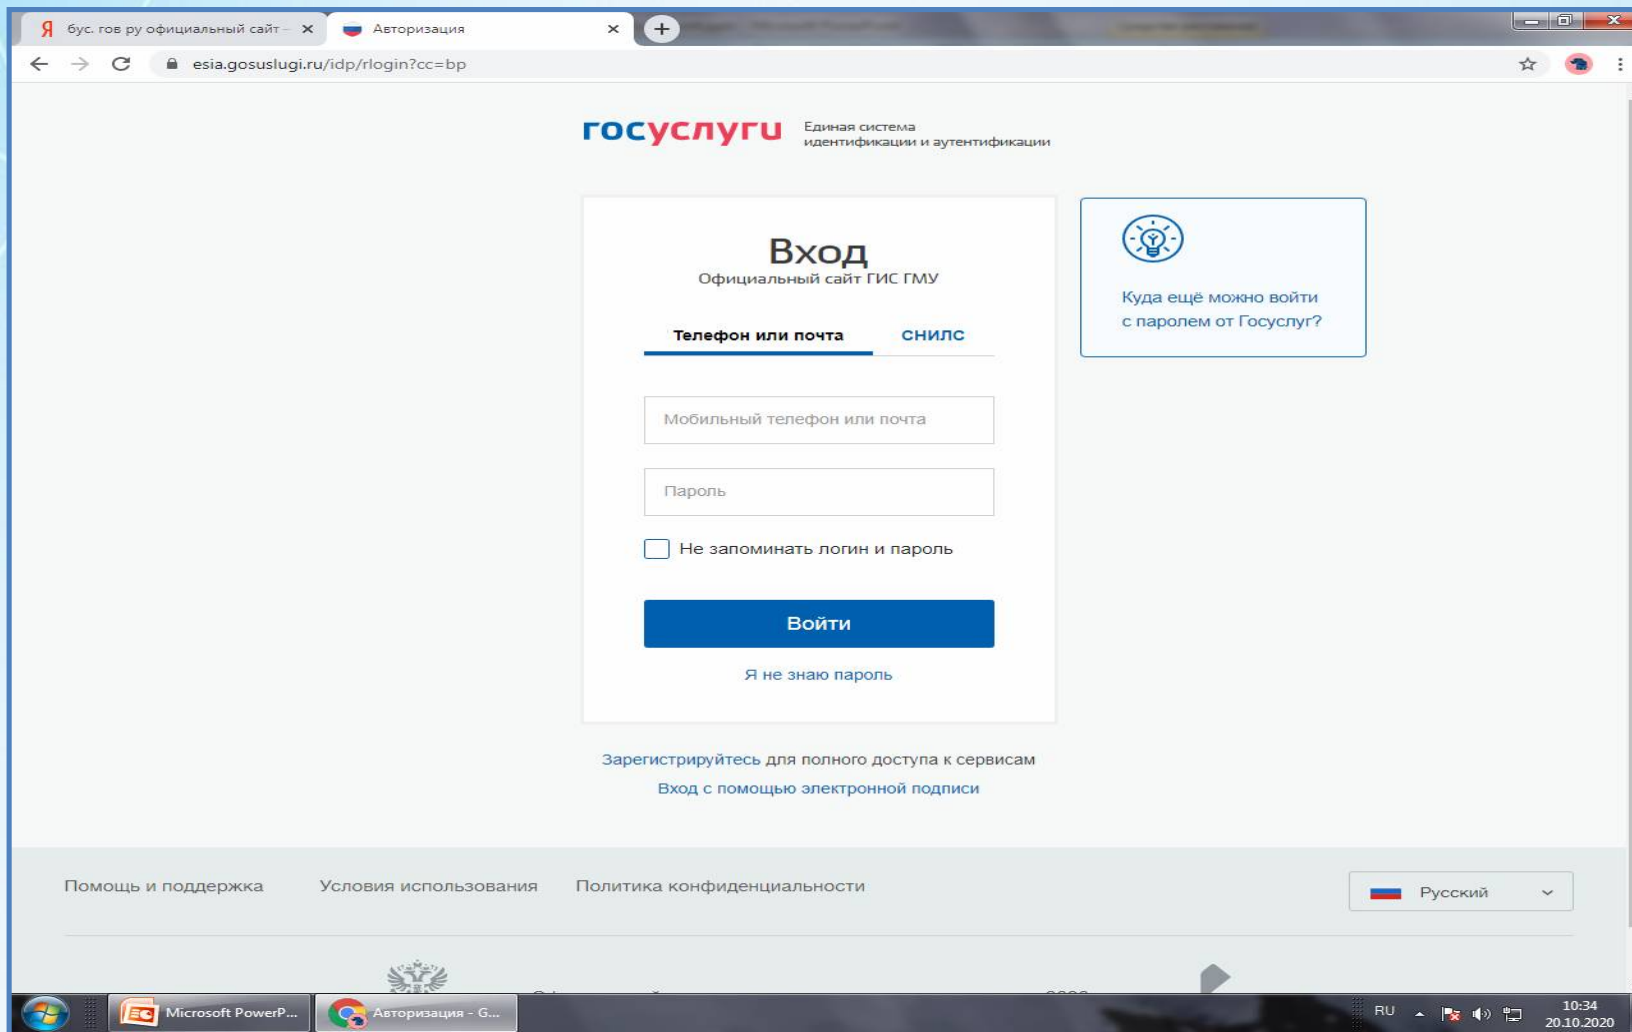 Я бус. гов ру официальный сайт –
Авторизация
esia.gosuslugi.ru/idp/rlogin?cc=bp
госуслуги
Единая система
идентификации и аутентификации
Вход
Официальный сайт ГИС ГМУ
Телефон или почта СНИЛС
Мобильный телефон или почта
Пароль
Не запоминать логин и пароль
Войти
Я не знаю пароль
Куда ещё можно войти
с паролем от Госуслуг?
Зарегистрируйтесь для полного доступа к сервисам
Вход с помощью электронной подписи
Помощь и поддержка Условия использования Политика конфиденциальности
Русский
Microsoft PowerP...
Авторизация - G...
RU
10:34
20.10.2020